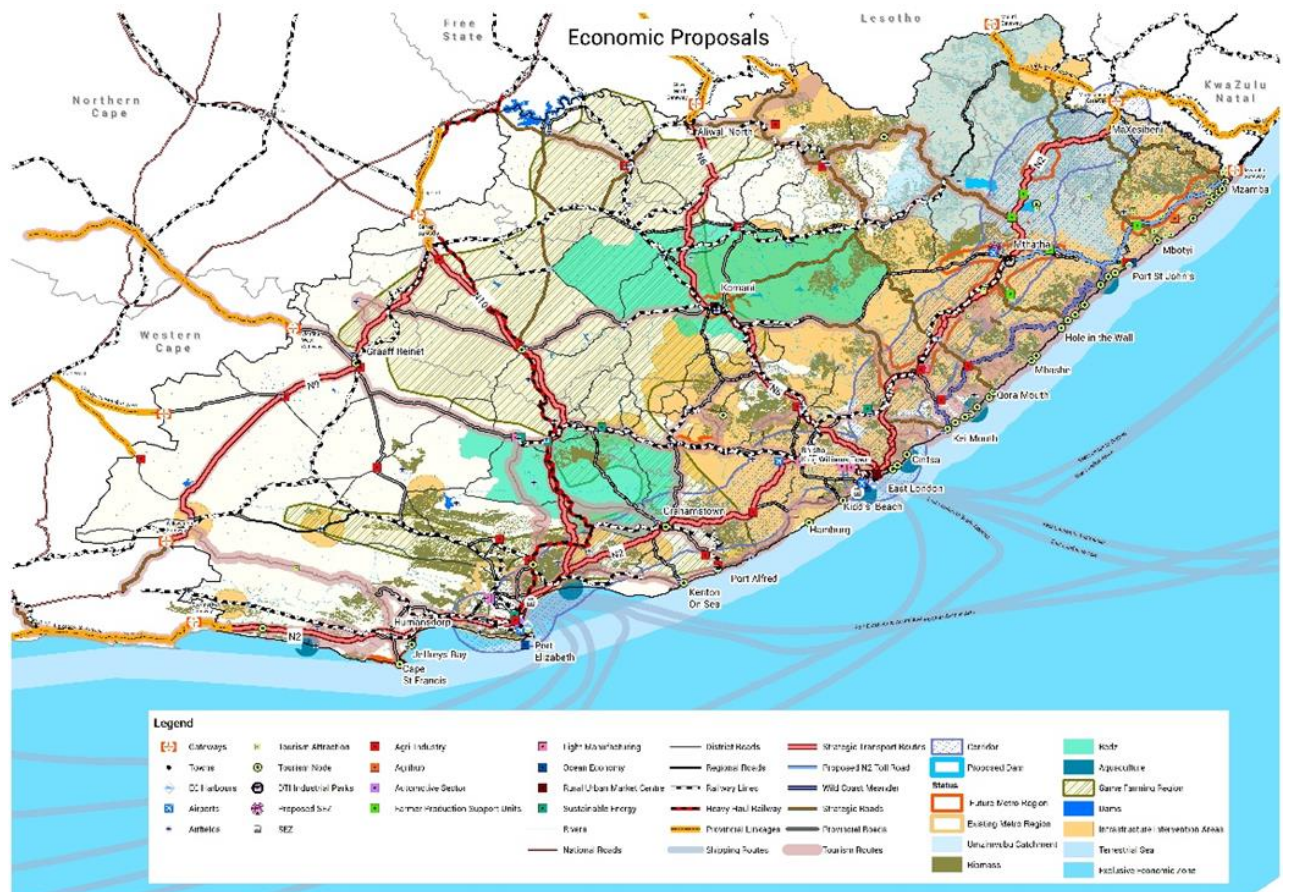 Economic Proposals
Free
State
Lesotho
Northern
Cape
KwaZulu
Natal
Western
Cape
Aliwal North
MaXesibeni
N6
N2
Mzamba
Mbotyi
Mthatha
Port St John's
Komani
N10
Hole in the Wall
Graaff Reinet
Mbashe
N9
Qora Mouth
N6
Kei Mouth
Cintsa
East London
Kidd's Beach
Grahamstown
Hamburg
N2
Port Alfred
Kenton
On Sea
Humansdorp
N2
Port
Elizabeth
Jeffreys Bay
Cape
St Francis
Legend
Gateways
Tourism Attraction
Agri-Industry
Light Manufacturing
District Roads
Strategic Transport Routes
Corridor
Towns
Tourism Node
Agrihub
Ocean Economy
Regional Roads
Proposed N2 Toll Road
Proposed Dam
Aquaculture
EC Harbours
DTI Industrial Parks
Automotive Sector
Rural Urban Market Centre
Railway Lines
Wild Coast Meander
Status
Game Farming Region
Airports
Proposed SEZ
Farmer Production Support Units
Sustainable Energy
Heavy Haul Railway
Strategic Roads
Future Metro Region
Dams
Airfields
SEZ
Rivers
Provincial Linkages
Provincial Roads
Existing Metro Region
Infrastructure Intervention Areas
National Roads
Shipping Routes
Tourism Routes
Umzimvubu Catchment
Terrestrial Sea
Biomass
Exclusive Economic Zone